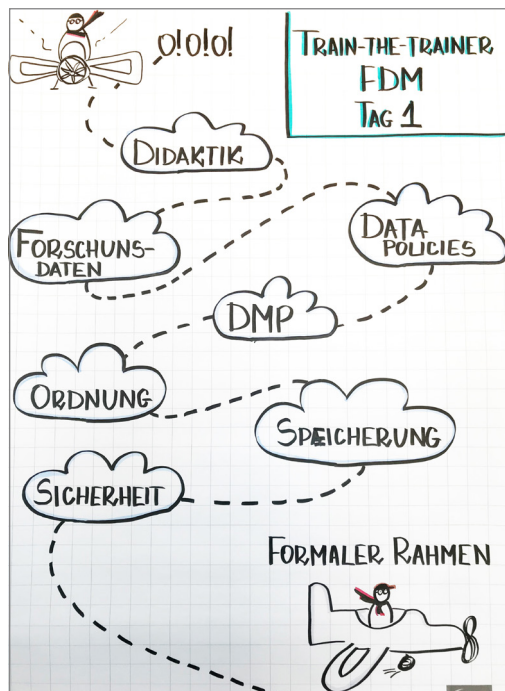 O!O!O!
TRAIN-THE-TRAINER
FDM
TAG 1
DIDAKTIK
FORSCHUNS-
DATEN
DATA
POLICIES
DMP
ORDNUNG
SPEICHERUNG
SICHERHEIT
FORMALER RAHMEN